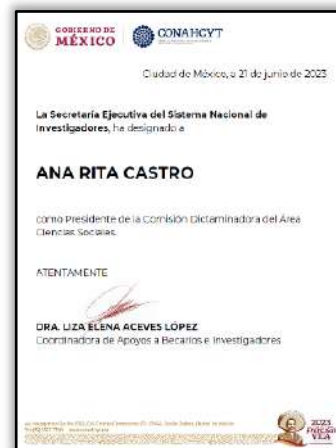 GOBIERNO DE
MÉXICO
CONAHCYT
Ciudad de México, a 21 de junio de 2023
La Secretaría Ejecutiva del Sistema Nacional de
Investigadores, ha designado a
ANA RITA CASTRO
como Presidente de la Comisión Dictaminadora del Área
Ciencias Sociales.
ATENTAMENTE
DRA. LIZA ELENA ACEVES LÓPEZ
Coordinadora de Apoyos a Becarios e Investigadores
2023